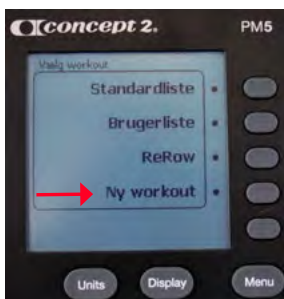 concept 2. PM5
Vælg workout
Standardliste
Brugerliste
ReRow
Ny workout
Units Display Menu